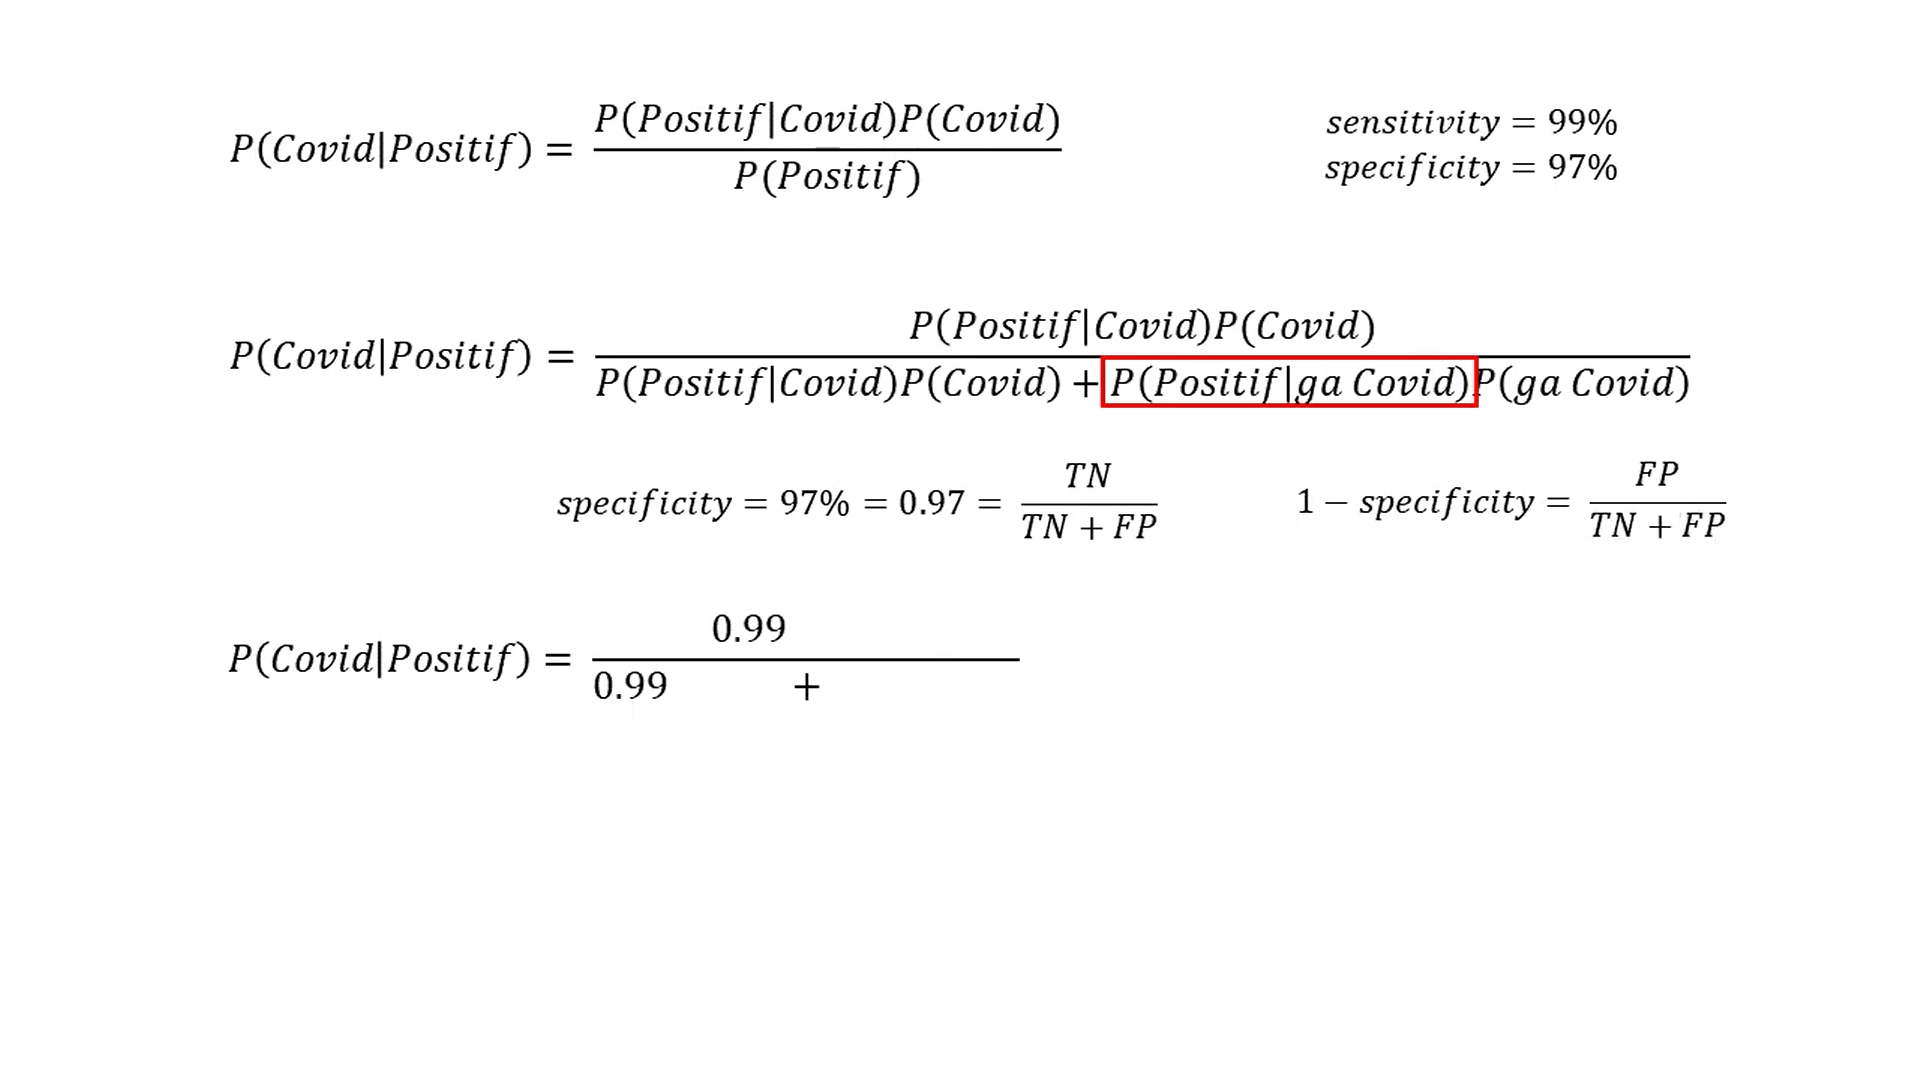 P(Covid|Positif) = P(Positif|Covid)P(Covid) / P(Positif)
sensitivity = 99%
specificity = 97%
P(Covid|Positif) = P(Positif|Covid)P(Covid) / P(Positif|Covid)P(Covid) + P(Positif|ga Covid)P(ga Covid)
specificity = 97% = 0.97 = TN / TN + FP
1 − specificity = FP / TN + FP
P(Covid|Positif) = 0.99 / 0.99 +